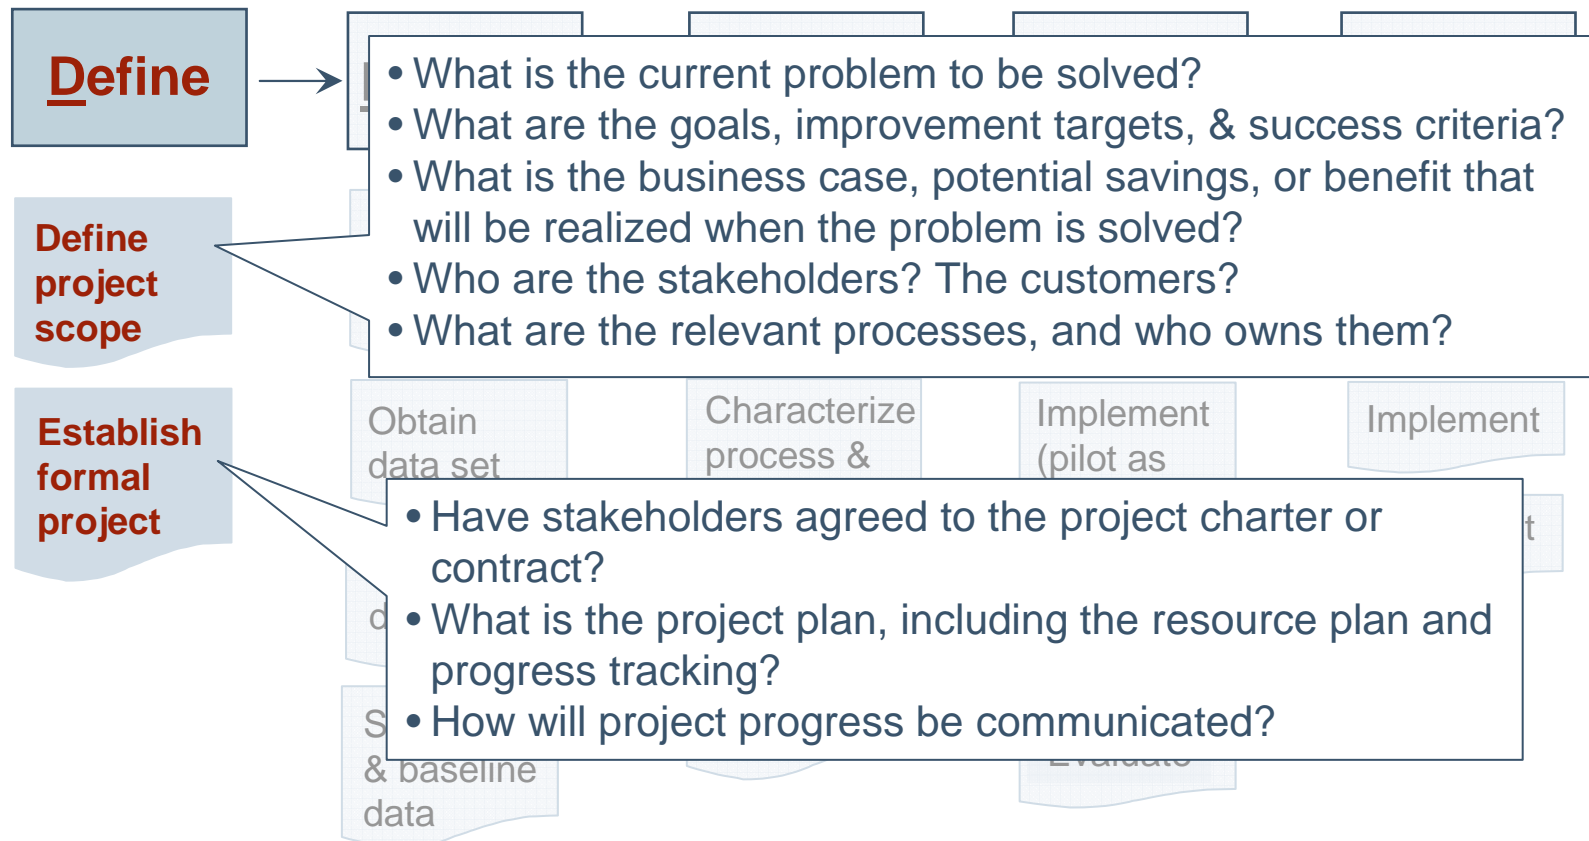 Define
• What is the current problem to be solved?
• What are the goals, improvement targets, & success criteria?
• What is the business case, potential savings, or benefit that
will be realized when the problem is solved?
• Who are the stakeholders? The customers?
• What are the relevant processes, and who owns them?
Define
project
scope
Establish
formal
project
Obtain
data set
Characterize
process &
Implement
(pilot as
Implement
• Have stakeholders agreed to the project charter or
contract?
• What is the project plan, including the resource plan and
progress tracking?
• How will project progress be communicated?
& baseline
data
Evaluate